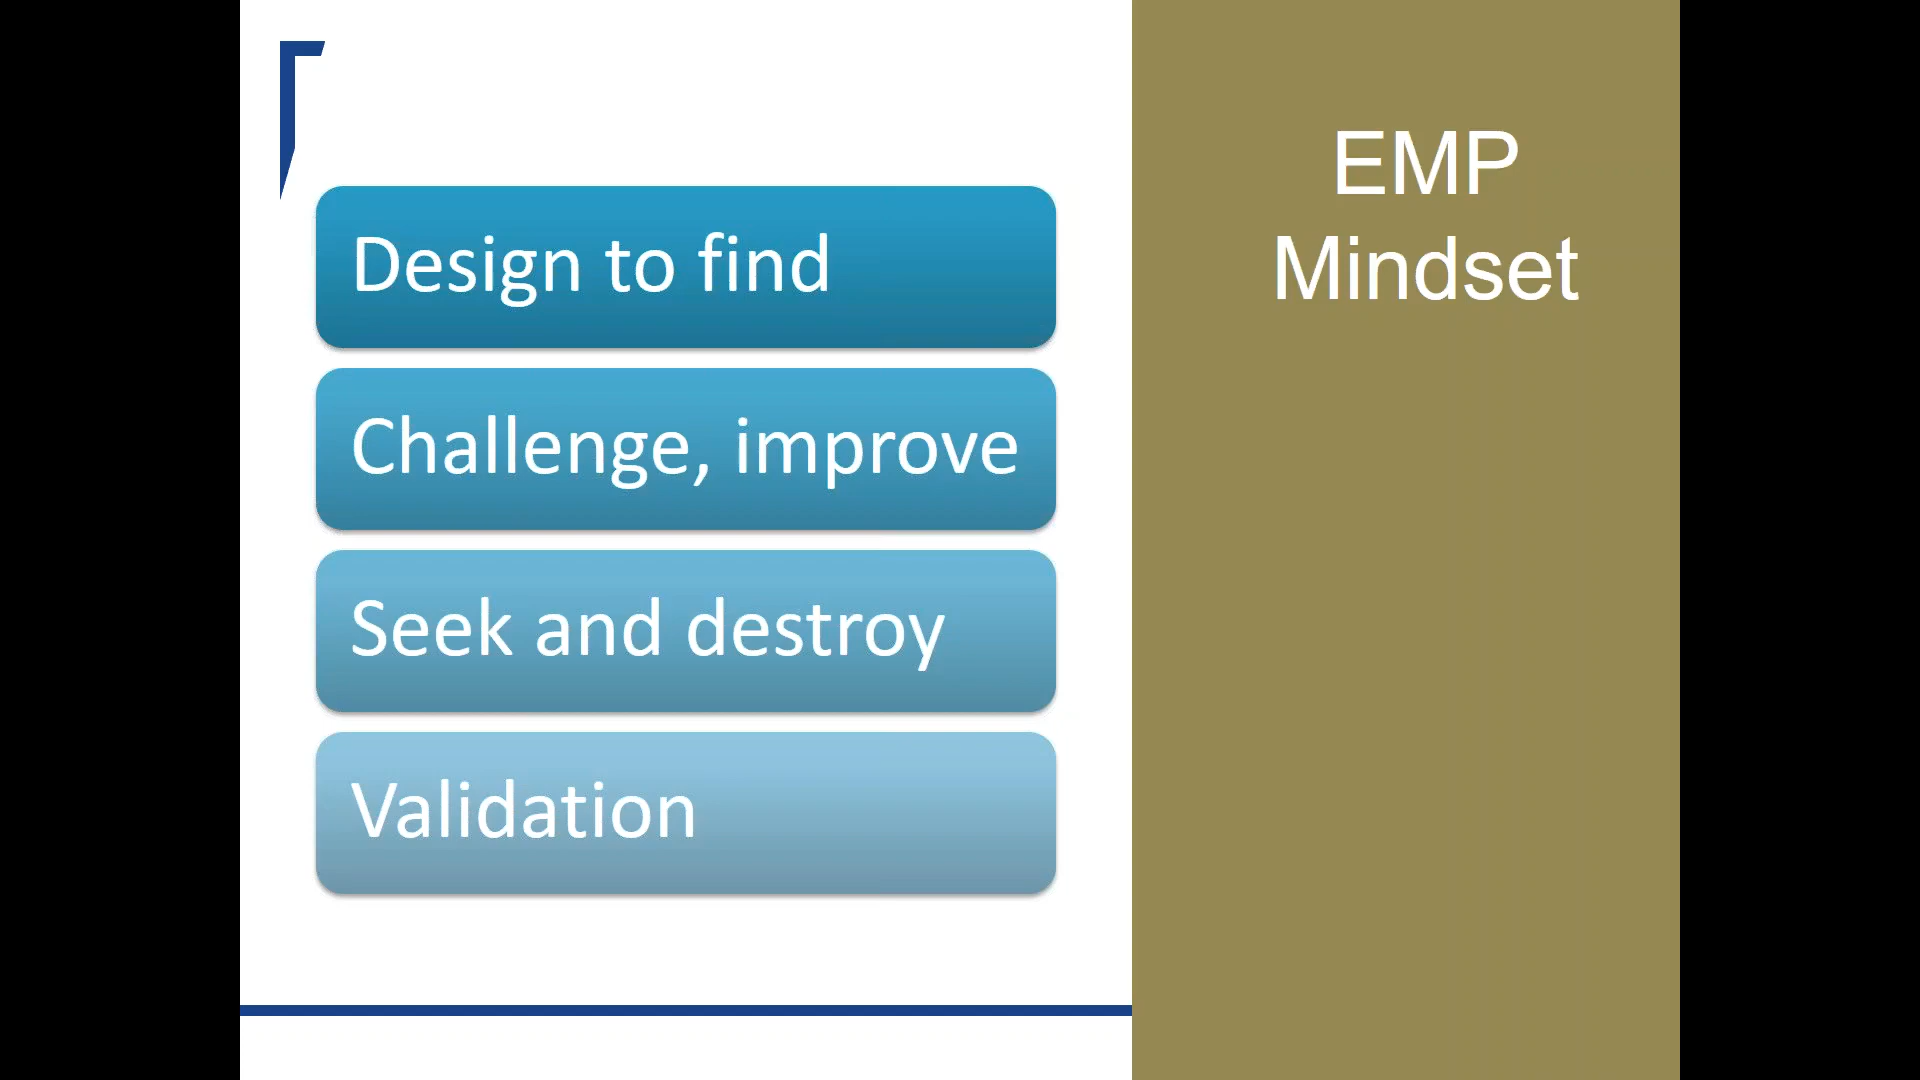 EMP
Mindset
Design to find
Challenge, improve
Seek and destroy
Validation